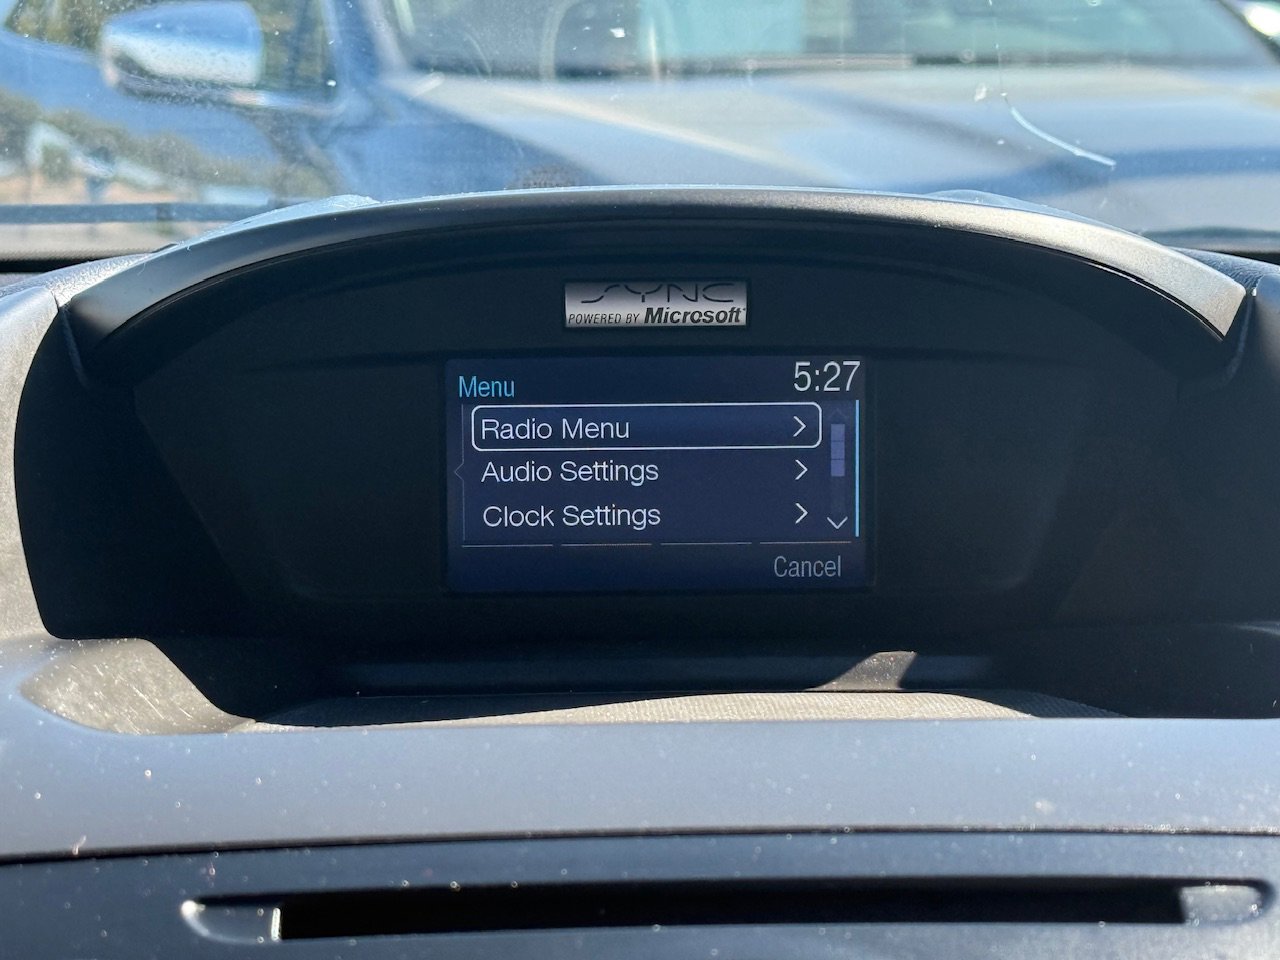 SYNC
POWERED BY Microsoft
Menu 5:27
Radio Menu
Audio Settings
Clock Settings
Cancel